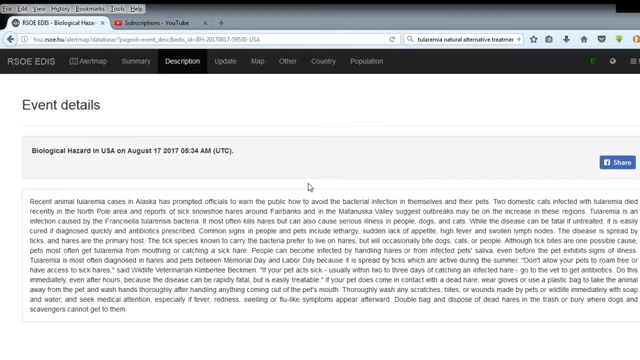 File Edit View History Bookmarks Tools Help
RSOE EDIS - Biological Hazard in... × Subscriptions - YouTube × +
hisz.rsoe.hu/alertmap/database/?pageid=event_desc&edis_id=BH-20170817-59530-USA tularemia natural alternative treatmer
RSOE EDIS Alertmap Summary Description Update Map Other Country Population
Event details
Biological Hazard in USA on August 17 2017 05:34 AM (UTC).
Share
Recent animal tularemia cases in Alaska has prompted officials to warn the public how to avoid the bacterial infection in themselves and their pets. Two domestic cats infected with tularemia died
recently in the North Pole area and reports of sick snowshoe hares around Fairbanks and in the Matanuska Valley suggest outbreaks may be on the increase in these regions. Tularemia is an
infection caused by the Francisella tularensis bacteria. It most often kills hares but can also cause serious illness in people, dogs, and cats. While the disease can be fatal if untreated, it is easily
cured if diagnosed quickly and antibiotics prescribed. Common signs in people and pets include lethargy, sudden lack of appetite, high fever and swollen lymph nodes. The disease is spread by
ticks, and hares are the primary host. The tick species known to carry the bacteria prefer to live on hares, but will occasionally bite dogs, cats, or people. Although tick bites are one possible cause,
pets most often get tularemia from mouthing or catching a sick hare. People can become infected by handling hares or from infected pets' saliva, even before the pet exhibits signs of illness.
Tularemia is most often diagnosed in hares and pets between Memorial Day and Labor Day because it is spread by ticks which are active during the summer. "Don't allow your pets to roam free or
have access to sick hares," said Wildlife Veterinarian Kimberlee Beckmen. "If your pet acts sick - usually within two to three days of catching an infected hare - go to the vet to get antibiotics. Do this
immediately, even after hours, because the disease can be rapidly fatal, but is easily treatable." If your pet does come in contact with a dead hare, wear gloves or use a plastic bag to take the animal
away from the pet and wash hands thoroughly after handling anything coming out of the pet's mouth. Thoroughly wash any scratches, bites, or wounds made by pets or wildlife immediately with soap
and water, and seek medical attention, especially if fever, redness, swelling or flu-like symptoms appear afterward. Double bag and dispose of dead hares in the trash or bury where dogs and
scavengers cannot get to them.